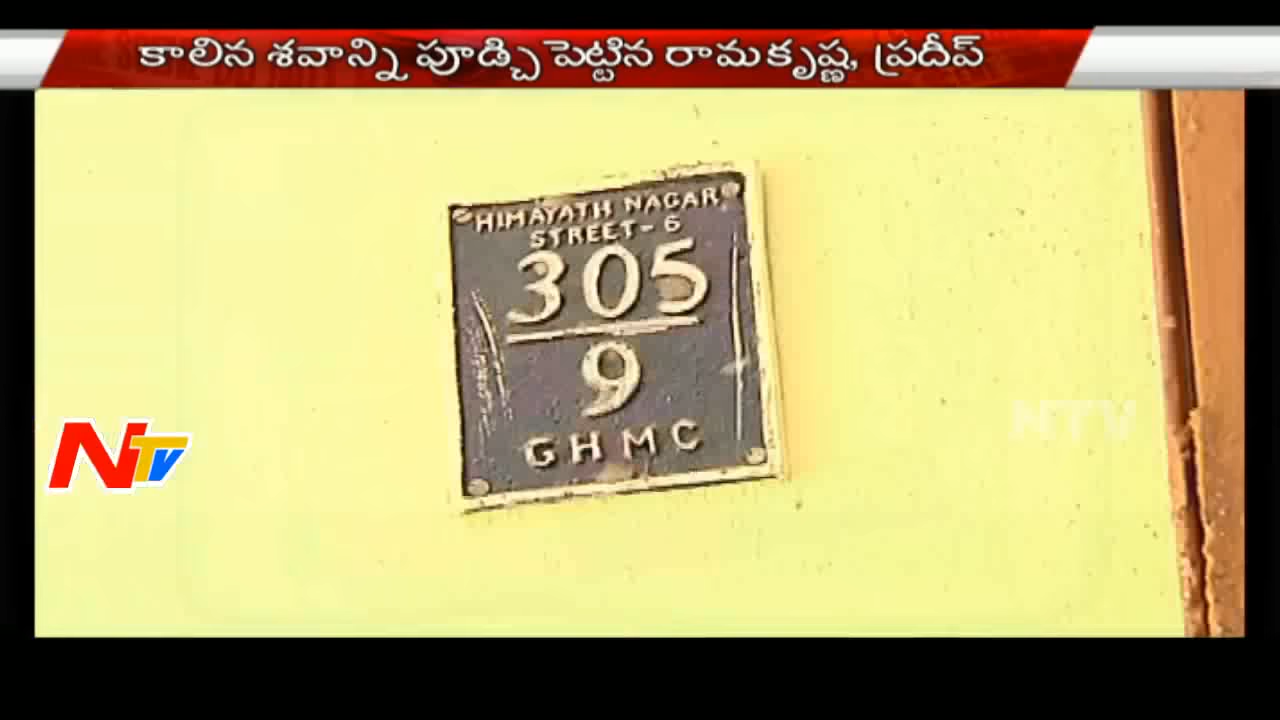 కాలిన శవాన్ని పూడ్చిపెట్టిన రామకృష్ణ, ప్రదీప్
HIMAYATH NAGAR
STREET-6
305
9
GHMC
NTV
NTV